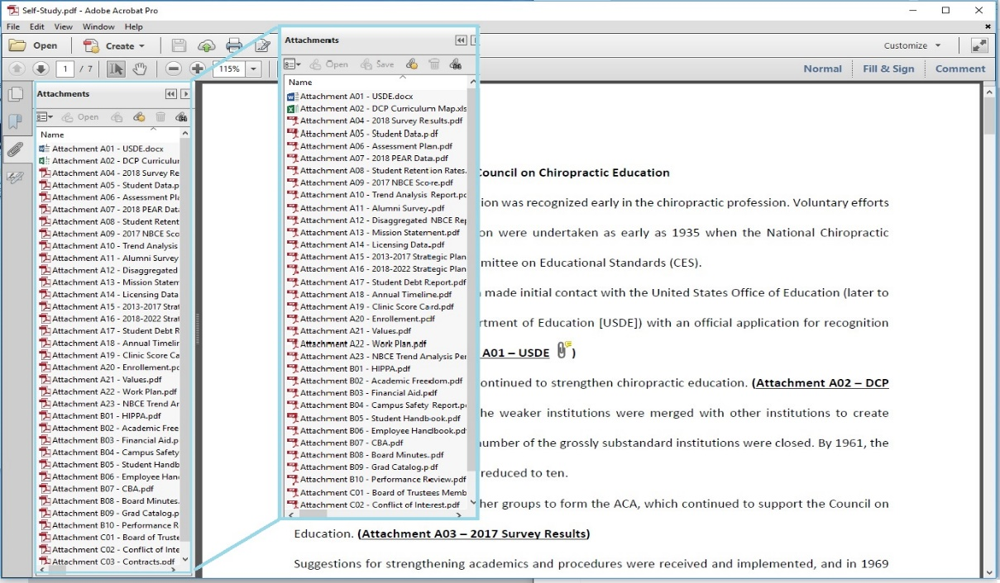 Self-Study.pdf - Adobe Acrobat Pro
File Edit View Window Help
Open Create Customize
1 / 7 115% Normal Fill & Sign Comment
Attachments
Open
Name
Attachment A01 - USDE.docx
Attachment A02 - DCP Curriculur
Attachment A04 - 2018 Survey Re
Attachment A05 - Student Data.p
Attachment A06 - Assessment Pla
Attachment A07 - 2018 PEAR Data
Attachment A08 - Student Retent
Attachment A09 - 2017 NBCE Sco
Attachment A10 - Trend Analysis
Attachment A11 - Alumni Survey
Attachment A12 - Disaggregated
Attachment A13 - Mission Statem
Attachment A14 - Licensing Data
Attachment A15 - 2013-2017 Strat
Attachment A16 - 2018-2022 Strat
Attachment A17 - Student Debt R
Attachment A18 - Annual Timelir
Attachment A19 - Clinic Score Ca
Attachment A20 - Enrollement.pc
Attachment A21 - Values.pdf
Attachment A22 - Work Plan.pdf
Attachment A23 - NBCE Trend Ar
Attachment B01 - HIPPA.pdf
Attachment B02 - Academic Free
Attachment B03 - Financial Aid.p
Attachment B04 - Campus Safety
Attachment B05 - Student Handb
Attachment B06 - Employee Han
Attachment B07 - CBA.pdf
Attachment B08 - Board Minutes.
Attachment B09 - Grad Catalog.p
Attachment B10 - Performance R
Attachment C01 - Board of Truste
Attachment C02 - Conflict of Inte
Attachment C03 - Contracts.pdf
Attachments
Open Save
Name
Attachment A01 - USDE.docx
Attachment A02 - DCP Curriculum Map.xls
Attachment A04 - 2018 Survey Results.pdf
Attachment A05 - Student Data.pdf
Attachment A06 - Assessment Plan.pdf
Attachment A07 - 2018 PEAR Data.pdf
Attachment A08 - Student Retention Rates.
Attachment A09 - 2017 NBCE Score.pdf
Attachment A10 - Trend Analysis Report.pc
Attachment A11 - Alumni Survey.pdf
Attachment A12 - Disaggregated NBCE Rep
Attachment A13 - Mission Statement.pdf
Attachment A14 - Licensing Data.pdf
Attachment A15 - 2013-2017 Strategic Plan
Attachment A16 - 2018-2022 Strategic Plan
Attachment A17 - Student Debt Report.pdf
Attachment A18 - Annual Timeline.pdf
Attachment A19 - Clinic Score Card.pdf
Attachment A20 - Enrollement.pdf
Attachment A21 - Values.pdf
Attachment A22 - Work Plan.pdf
Attachment A23 - NBCE Trend Analysis Per
Attachment B01 - HIPPA.pdf
Attachment B02 - Academic Freedom.pdf
Attachment B03 - Financial Aid.pdf
Attachment B04 - Campus Safety Report.pc
Attachment B05 - Student Handbook.pdf
Attachment B06 - Employee Handbook.pdf
Attachment B07 - CBA.pdf
Attachment B08 - Board Minutes.pdf
Attachment B09 - Grad Catalog.pdf
Attachment B10 - Performance Review.pdf
Attachment C01 - Board of Trustees Memb
Attachment C02 - Conflict of Interest.pdf
Council on Chiropractic Education
ion was recognized early in the chiropractic profession. Voluntary efforts
on were undertaken as early as 1935 when the National Chiropractic
mittee on Educational Standards (CES).
made initial contact with the United States Office of Education (later to
rtment of Education [USDE]) with an official application for recognition
A01 – USDE )
ontinued to strengthen chiropractic education. (Attachment A02 – DCP
he weaker institutions were merged with other institutions to create
number of the grossly substandard institutions were closed. By 1961, the
reduced to ten.
her groups to form the ACA, which continued to support the Council on
Education. (Attachment A03 – 2017 Survey Results)
Suggestions for strengthening academics and procedures were received and implemented, and in 1969